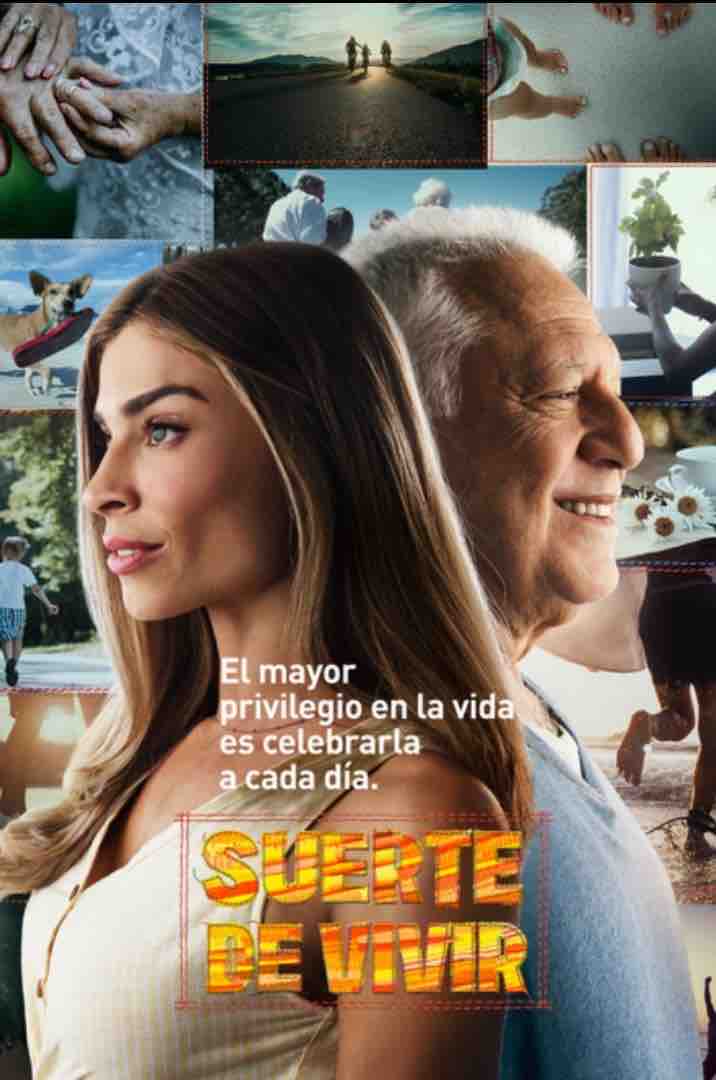 El mayor
privilegio en la vida
es celebrarla
a cada día.
SUERTE
DE VIVIR